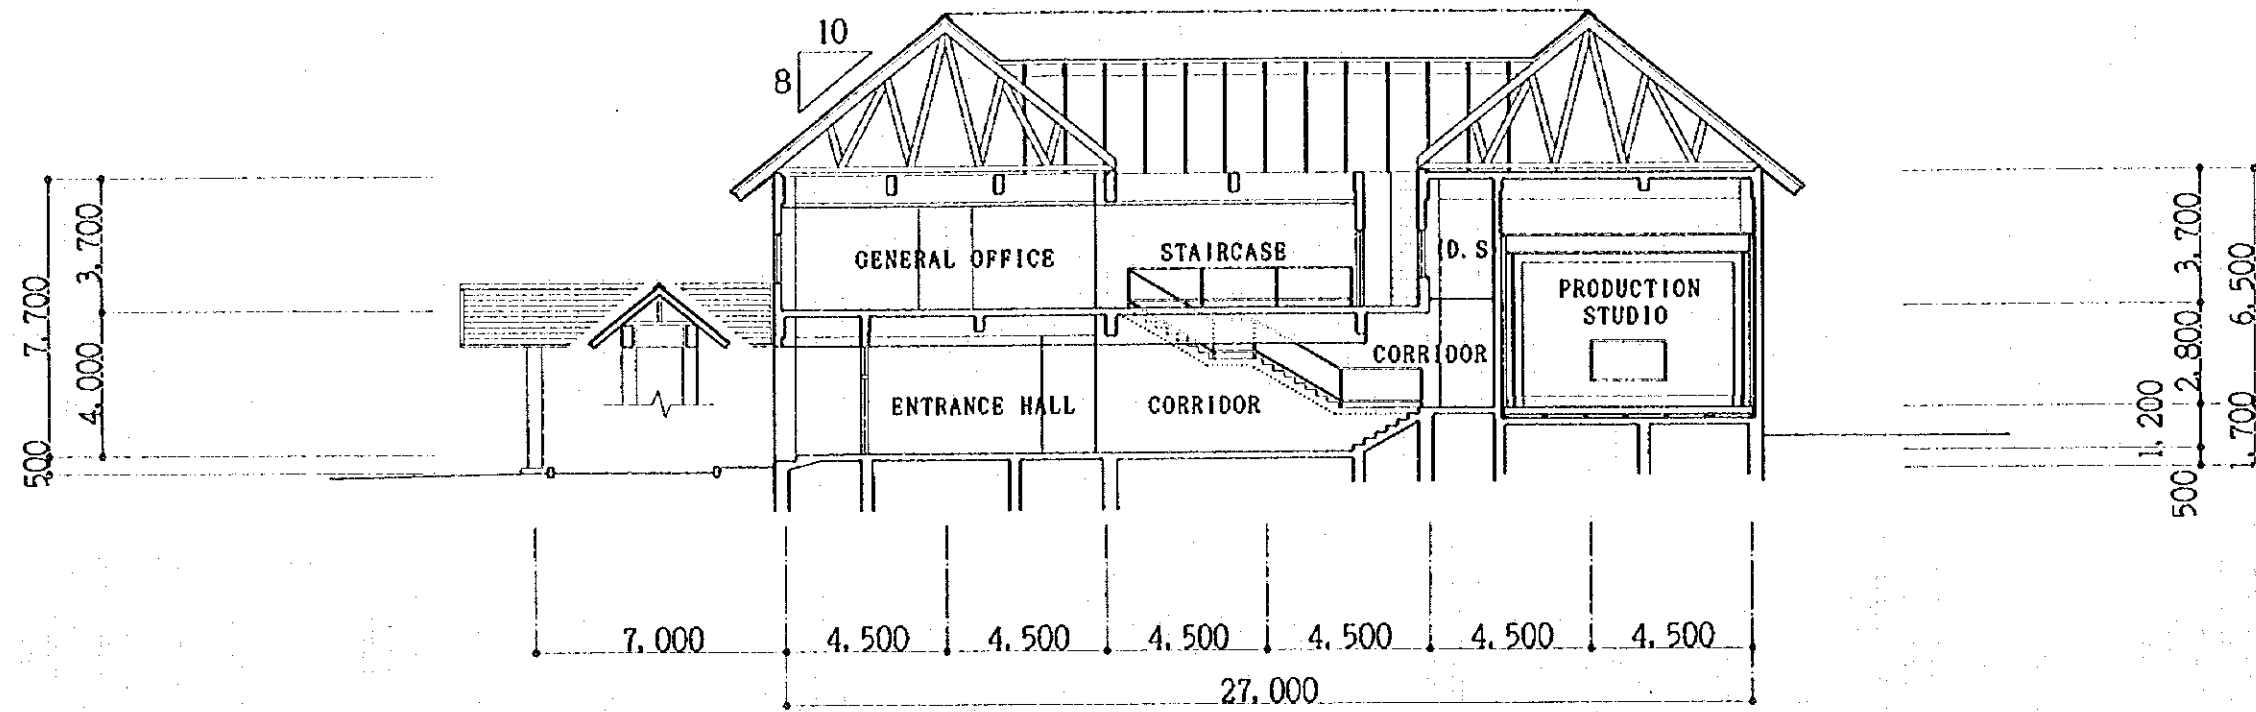 10
8
GENERAL OFFICE
STAIRCASE
D.S
PRODUCTION
STUDIO
CORRIDOR
ENTRANCE HALL
CORRIDOR
3,700
7,700
4,000
500
3,700
6,500
2,800
1,200
1,700
500
7,000
4,500
4,500
4,500
4,500
4,500
4,500
27,000